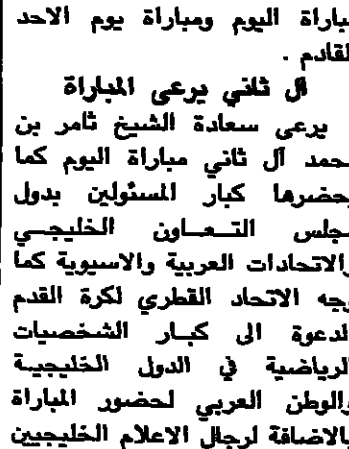 مباراة اليوم ومباراة يوم الاحد
القادم .
آل ثاني يرعى المباراة
يرعى سعادة الشيخ ثامر بن
محمد آل ثاني مباراة اليوم كما
يحضرها كبار المسئولين بدول
مجلس التعاون الخليجي
والاتحادات العربية والاسيوية كما
وجه الاتحاد القطري لكرة القدم
الدعوة الى كبار الشخصيات
الرياضية في الدول الخليجية
والوطن العربي لحضور المباراة
بالاضافة لرجال الاعلام الخليجيين